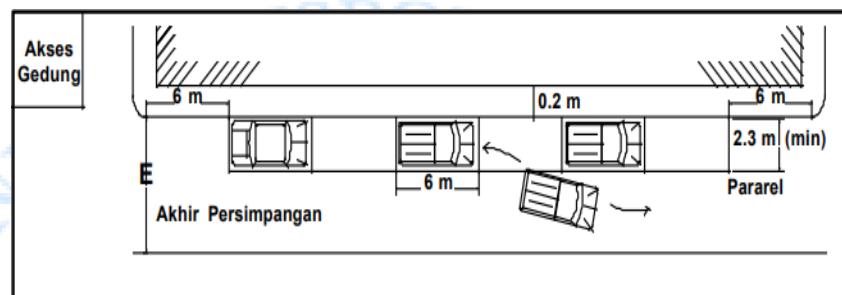 Akses
Gedung
6 m
0.2 m
6 m
2.3 m (min)
E
6 m
Pararel
Akhir Persimpangan